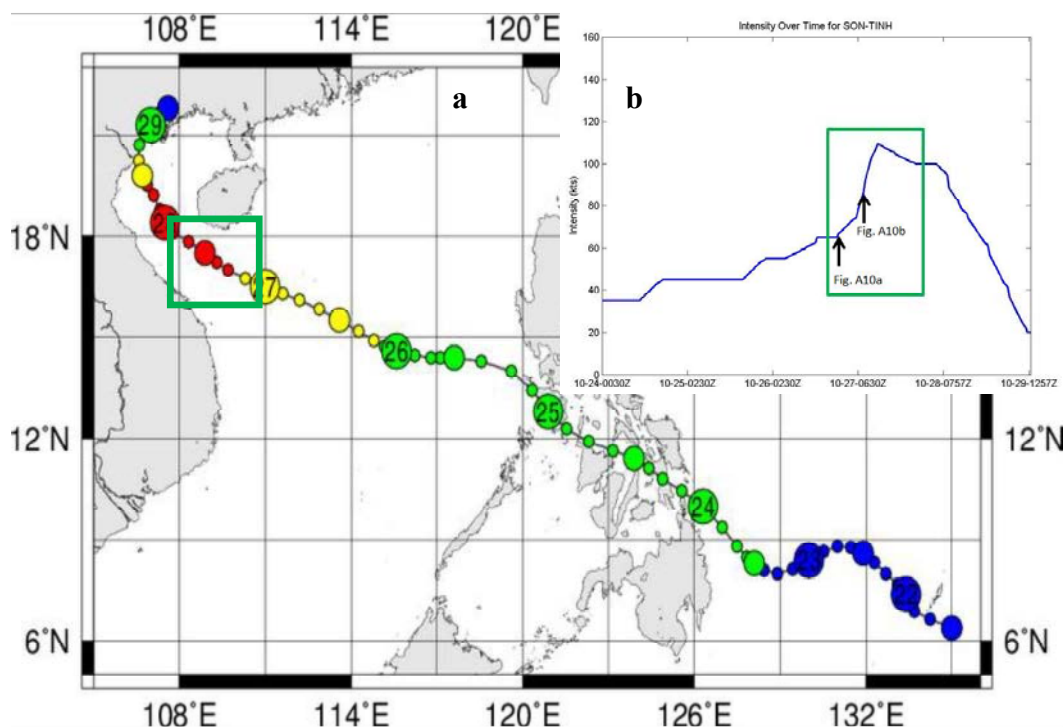 108°E 114°E 120°E
a
29
18°N
27
26
25
12°N 12°N
24
23
22
6°N 6°N
108°E 114°E 120°E 126°E 132°E
Intensity Over Time for SON-TINH
b
Intensity (kts)
160
140
120
100
80
60
40
20
0
Fig. A10b
Fig. A10a
10-24-0030Z 10-25-0230Z 10-26-0230Z 10-27-0630Z 10-28-0757Z 10-29-1257Z